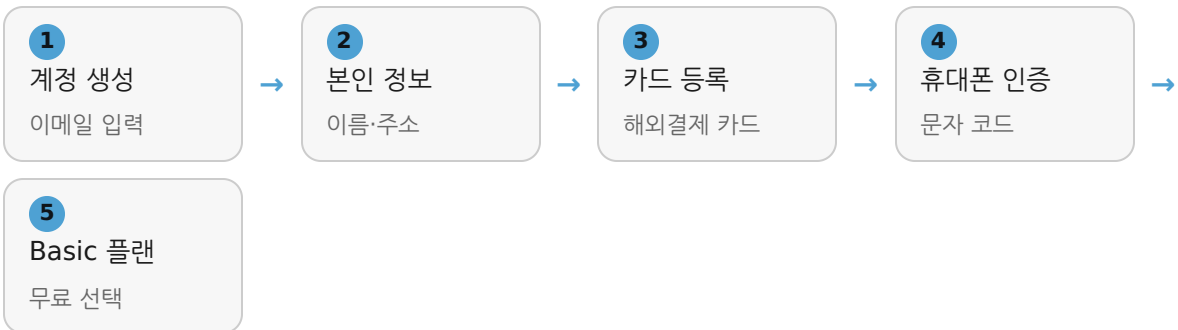 1
계정 생성
이메일 입력
→
2
본인 정보
이름·주소
→
3
카드 등록
해외결제 카드
→
4
휴대폰 인증
문자 코드
→
5
Basic 플랜
무료 선택